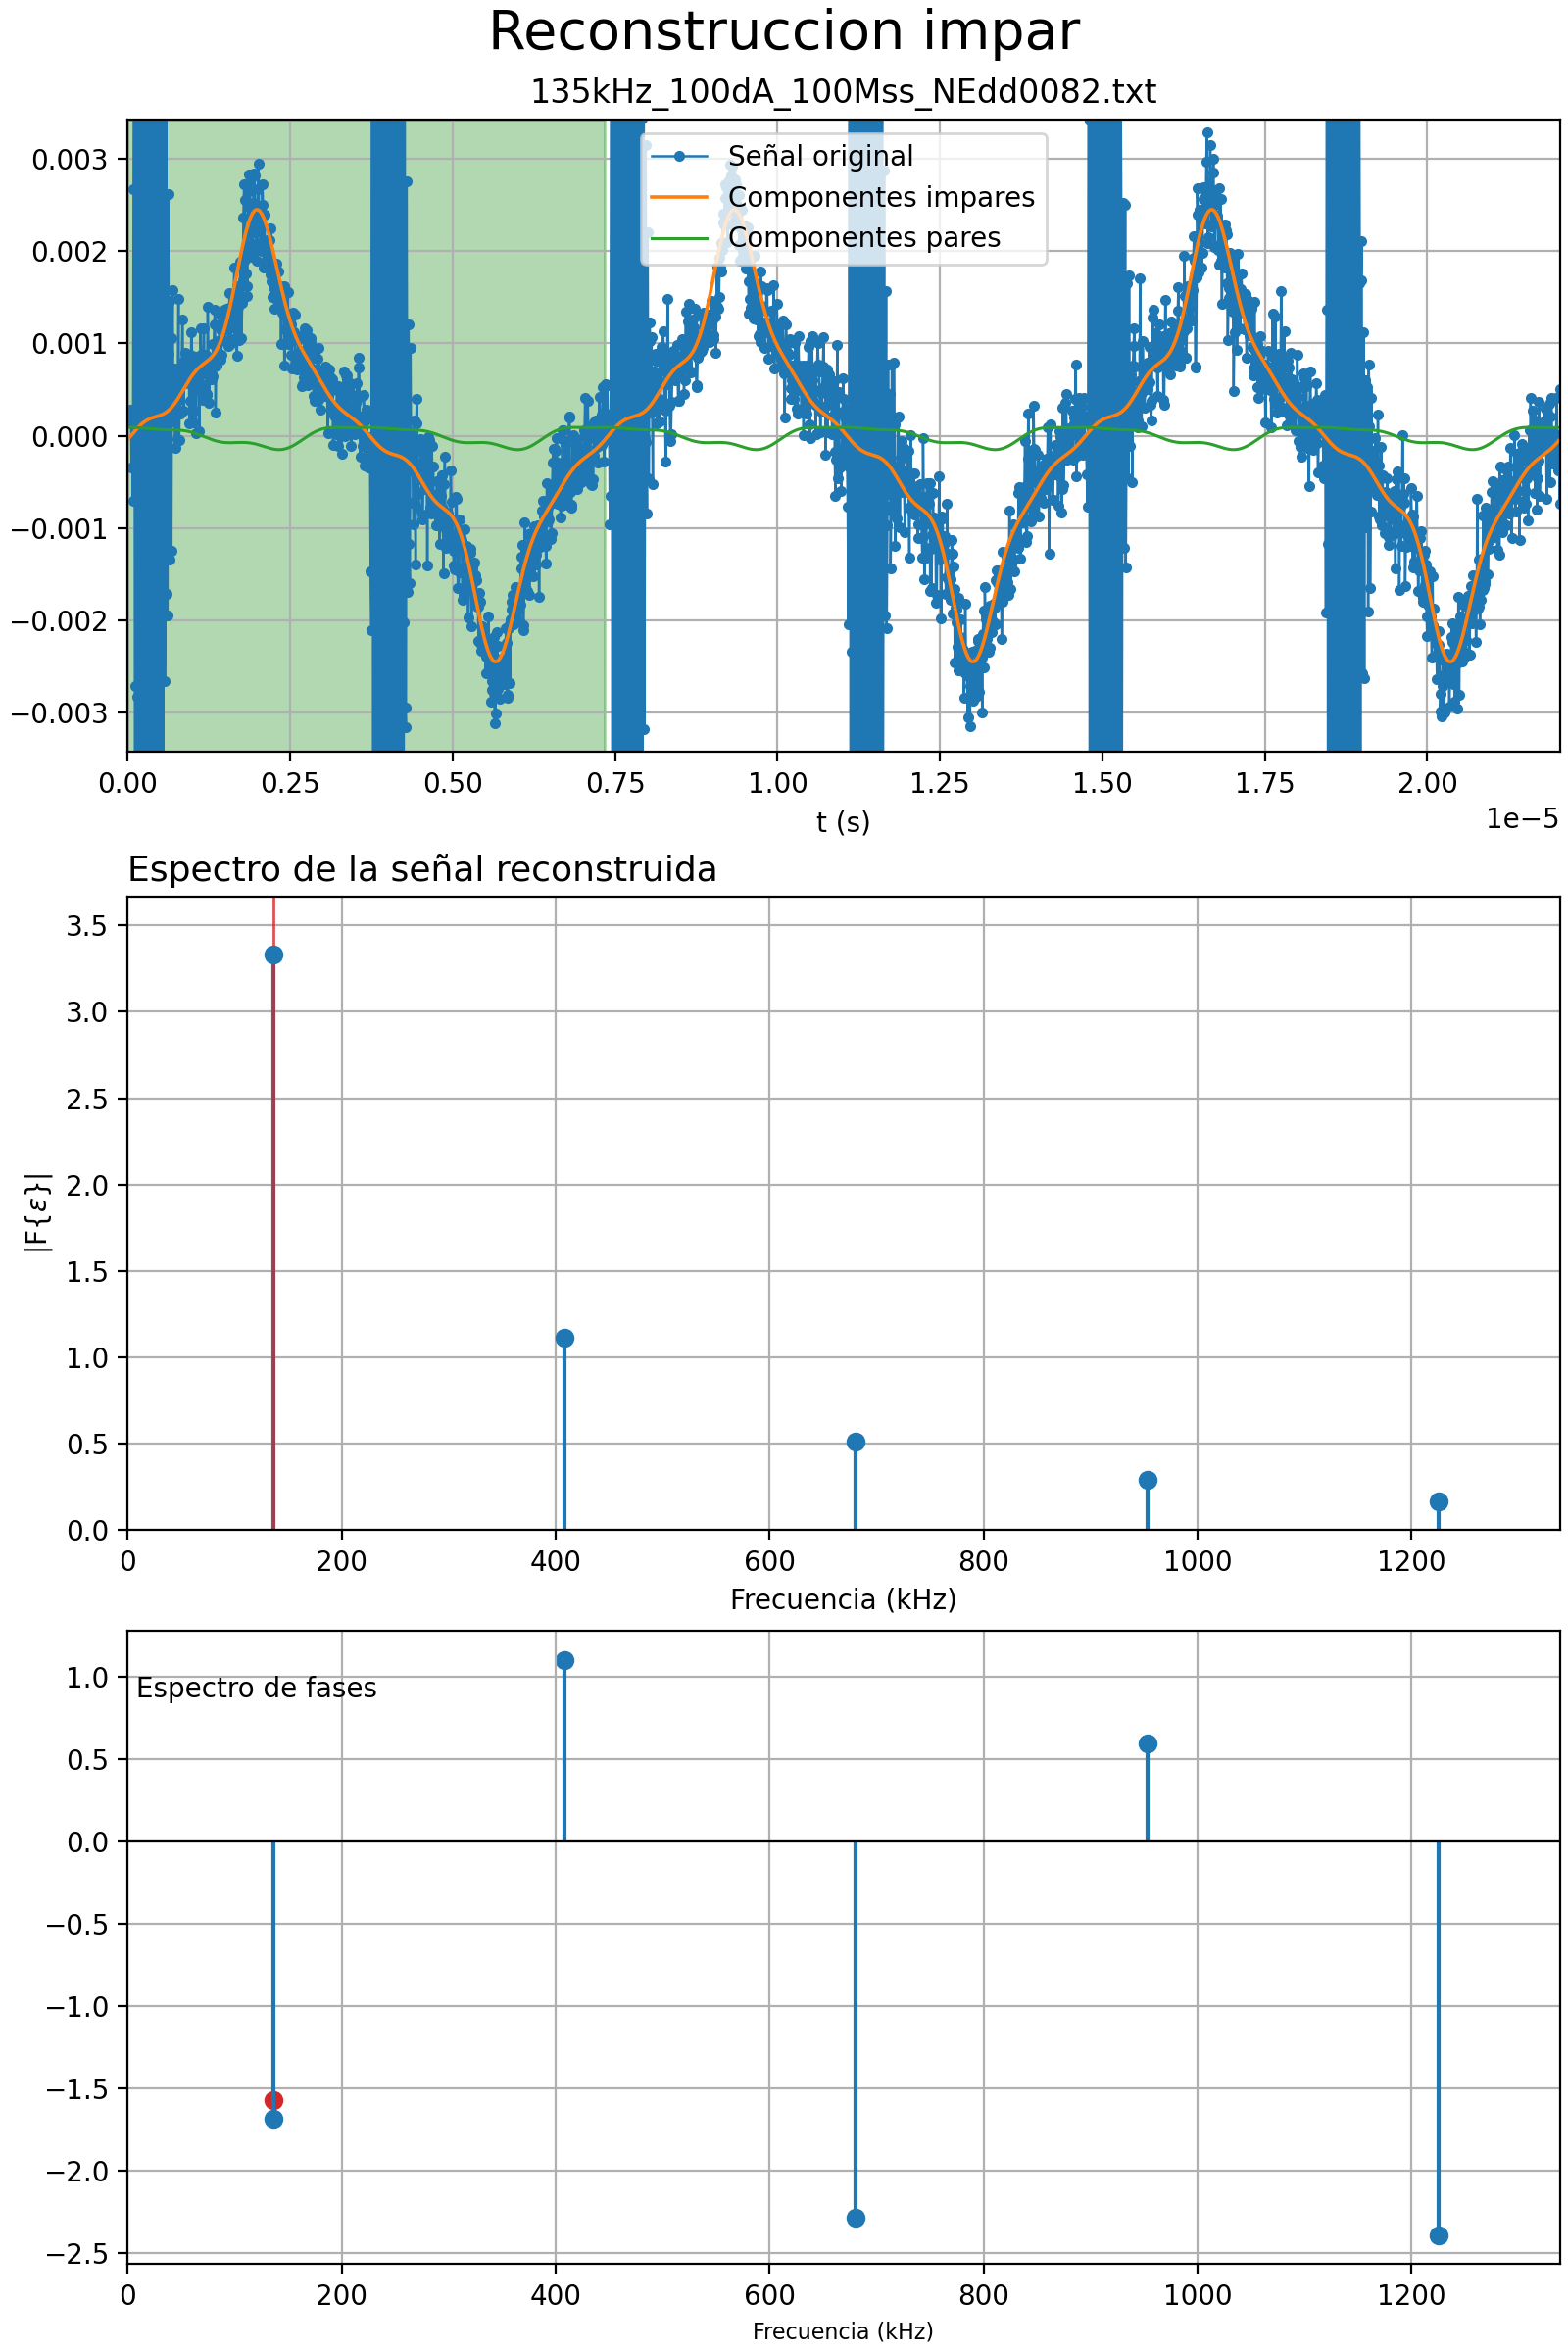 Reconstruccion impar
135kHz_100dA_100Mss_NEdd0082.txt
0.003
0.002
0.001
0.000
−0.001
−0.002
−0.003
Señal original
Componentes impares
Componentes pares
0.00 0.25 0.50 0.75 1.00 1.25 1.50 1.75 2.00
1e−5
t (s)
Espectro de la señal reconstruida
3.5
3.0
2.5
2.0
1.5
1.0
0.5
0.0
|F{ε}|
0 200 400 600 800 1000 1200
Frecuencia (kHz)
Espectro de fases
1.0
0.5
0.0
−0.5
−1.0
−1.5
−2.0
−2.5
0 200 400 600 800 1000 1200
Frecuencia (kHz)